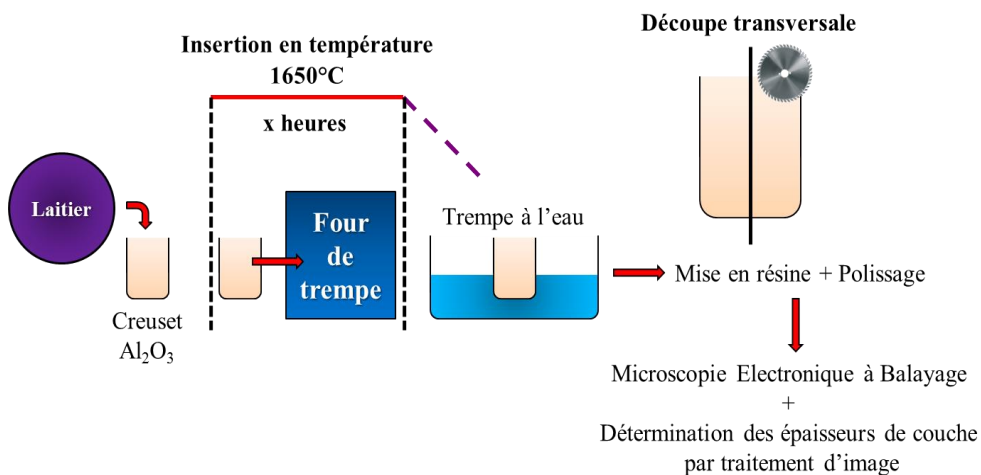 Découpe transversale
Insertion en température
1650°C
x heures
Laitier
Four
de
trempe
Trempe à l’eau
Creuset
Al₂O₃
Mise en résine + Polissage
Microscopie Electronique à Balayage
+
Détermination des épaisseurs de couche
par traitement d’image